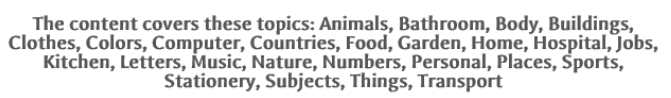 The content covers these topics: Animals, Bathroom, Body, Buildings,
Clothes, Colors, Computer, Countries, Food, Garden, Home, Hospital, Jobs,
Kitchen, Letters, Music, Nature, Numbers, Personal, Places, Sports,
Stationery, Subjects, Things, Transport